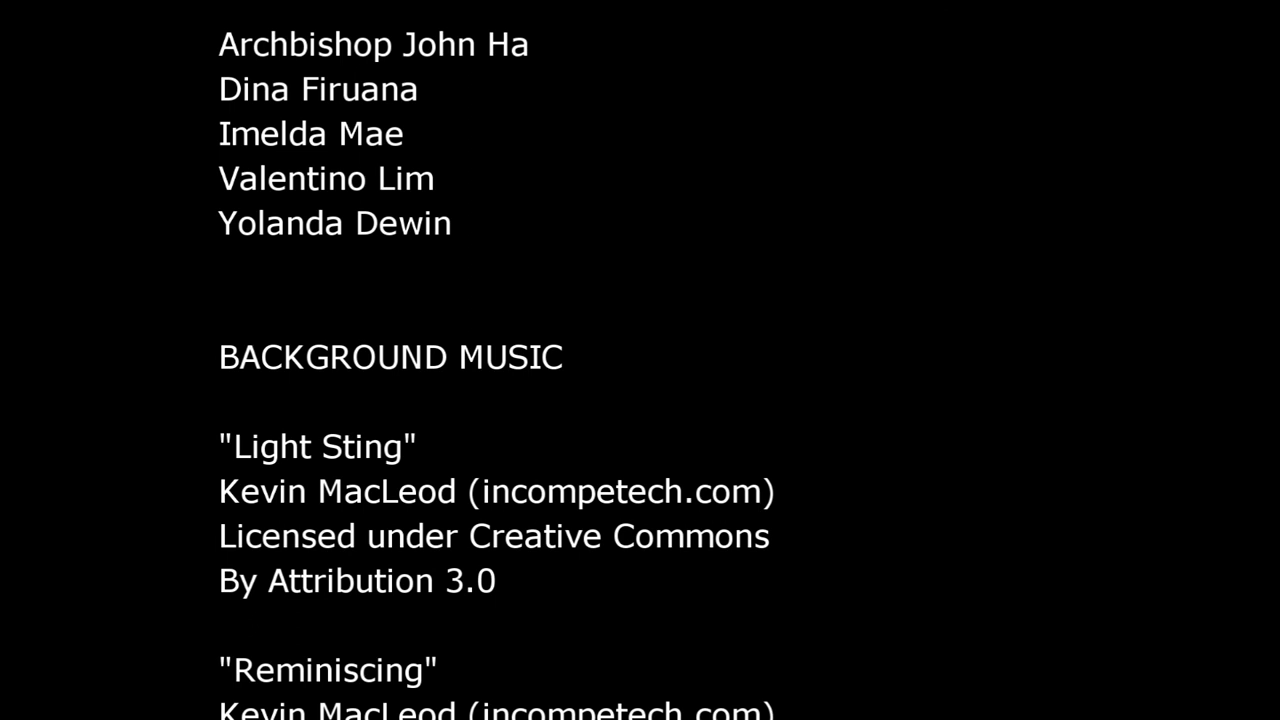 Archbishop John Ha
Dina Firuana
Imelda Mae
Valentino Lim
Yolanda Dewin
BACKGROUND MUSIC
"Light Sting"
Kevin MacLeod (incompetech.com)
Licensed under Creative Commons
By Attribution 3.0
"Reminiscing"
Kevin MacLeod (incompetech.com)